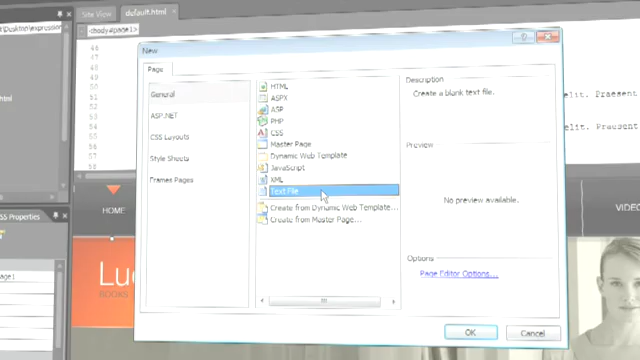 Site View
default.html
<body#page1>
46
47
48
49
50
51
52
53
54
55
56
57
58
New
Page
General
ASP.NET
CSS Layouts
Style Sheets
Frames Pages
HTML
ASPX
ASP
PHP
CSS
Master Page
Dynamic Web Template
JavaScript
XML
Text File
Create from Dynamic Web Template...
Create from Master Page...
Description
Create a blank text file.
Preview
No preview available.
Options
Page Editor Options...
OK
Cancel
elit. Praesent
elit. Praesent
HOME
VIDEO
CSS Properties
BOOKS